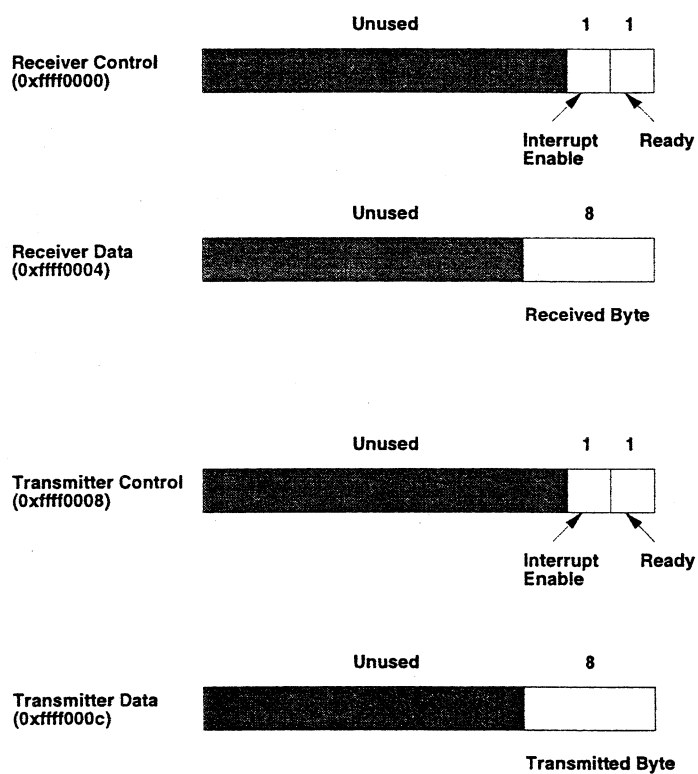 Unused 1 1
Receiver Control
(0xffff0000)
Interrupt Ready
Enable
Unused 8
Receiver Data
(0xffff0004)
Received Byte
Unused 1 1
Transmitter Control
(0xffff0008)
Interrupt Ready
Enable
Unused 8
Transmitter Data
(0xffff000c)
Transmitted Byte